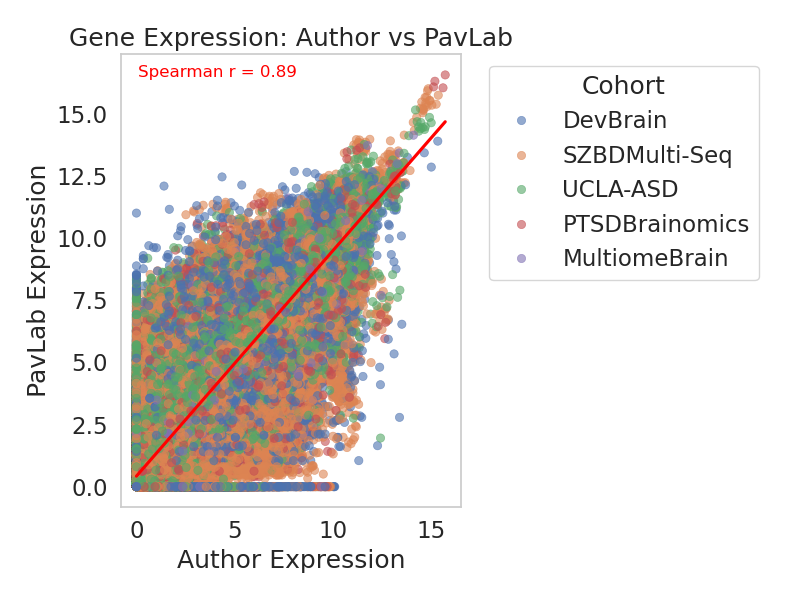 Gene Expression: Author vs PavLab
Spearman r = 0.89
PavLab Expression
15.0
12.5
10.0
7.5
5.0
2.5
0.0
0 5 10 15
Author Expression
Cohort
DevBrain
SZBDMulti-Seq
UCLA-ASD
PTSDBrainomics
MultiomeBrain